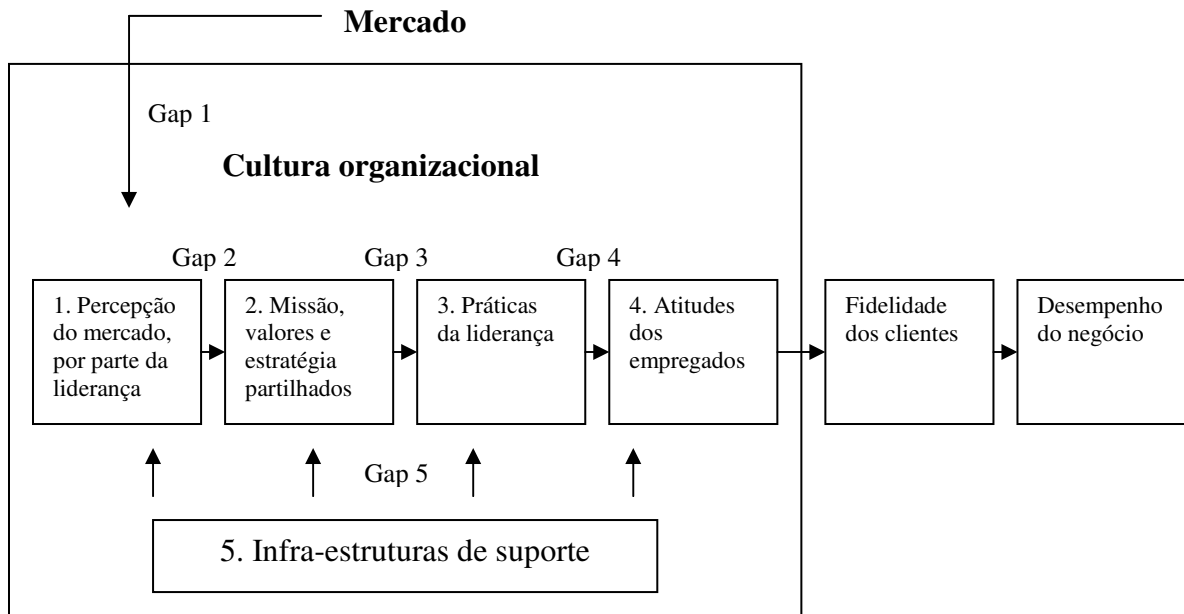 Mercado
Gap 1
Cultura organizacional
Gap 2
Gap 3
Gap 4
1. Percepção
do mercado,
por parte da
liderança
2. Missão,
valores e
estratégia
partilhados
3. Práticas
da liderança
4. Atitudes
dos
empregados
Fidelidade
dos clientes
Desempenho
do negócio
Gap 5
5. Infra-estruturas de suporte